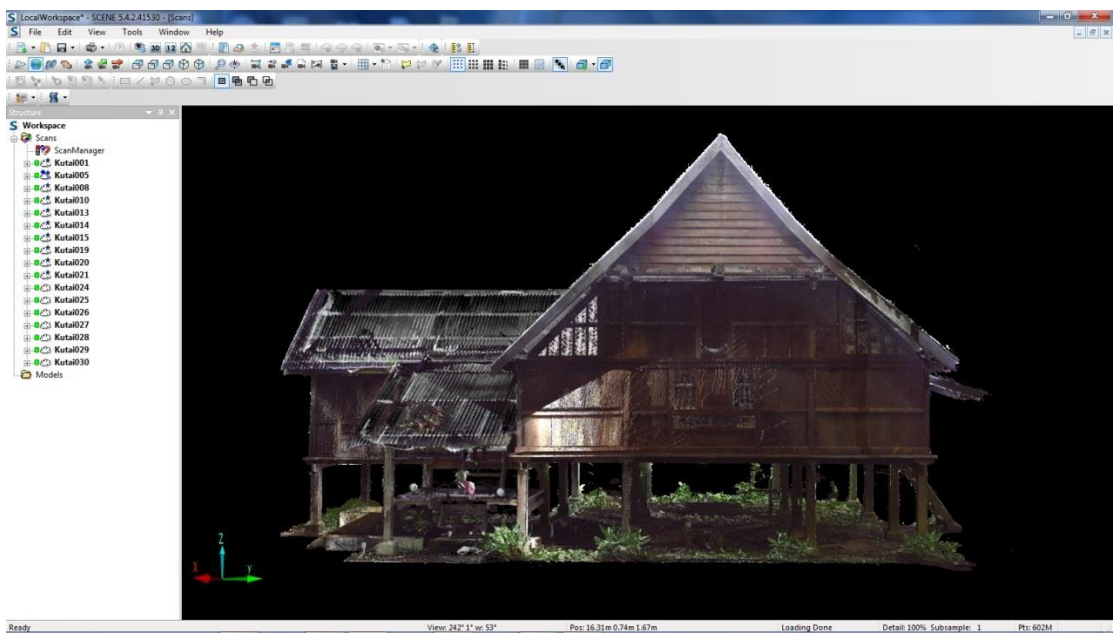 LocalWorkspace* - SCENE 5.4.2.41530 - [Scans]
File Edit View Tools Window Help
Structure
Workspace
Scans
ScanManager
Kutai001
Kutai005
Kutai008
Kutai010
Kutai013
Kutai014
Kutai015
Kutai019
Kutai020
Kutai021
Kutai024
Kutai025
Kutai026
Kutai027
Kutai028
Kutai029
Kutai030
Models
Z
X
y
Ready View: 242° 1° w: 53° Pos: 16.31m 0.74m 1.67m Loading Done Detail: 100% Subsample: 1 Pts: 602M